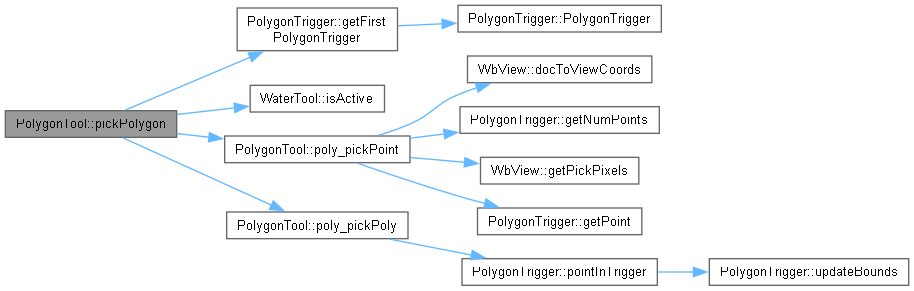 PolygonTrigger::getFirst
PolygonTrigger
PolygonTrigger::PolygonTrigger
WbView::docToViewCoords
WaterTool::isActive
PolygonTool::pickPolygon
PolygonTrigger::getNumPoints
PolygonTool::poly_pickPoint
WbView::getPickPixels
PolygonTrigger::getPoint
PolygonTool::poly_pickPoly
PolygonTrigger::pointInTrigger
PolygonTrigger::updateBounds